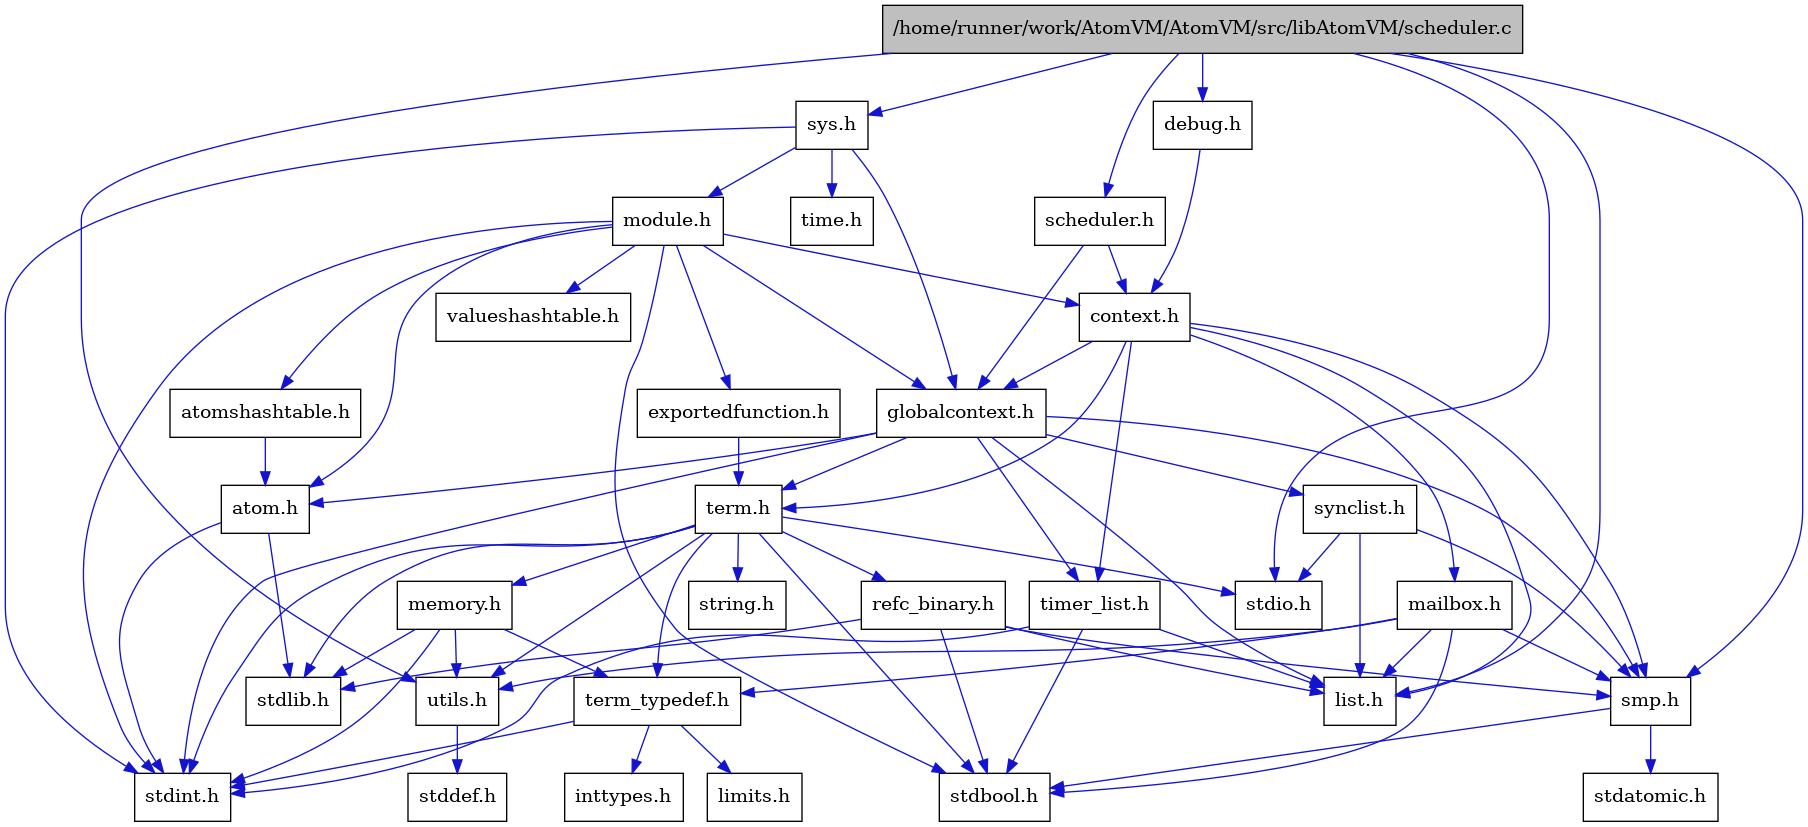 /home/runner/work/AtomVM/AtomVM/src/libAtomVM/scheduler.c
sys.h
debug.h
module.h
time.h
scheduler.h
valueshashtable.h
context.h
atomshashtable.h
exportedfunction.h
globalcontext.h
atom.h
term.h
synclist.h
memory.h
string.h
refc_binary.h
timer_list.h
stdio.h
mailbox.h
stdlib.h
utils.h
term_typedef.h
list.h
smp.h
stdint.h
stddef.h
inttypes.h
limits.h
stdbool.h
stdatomic.h